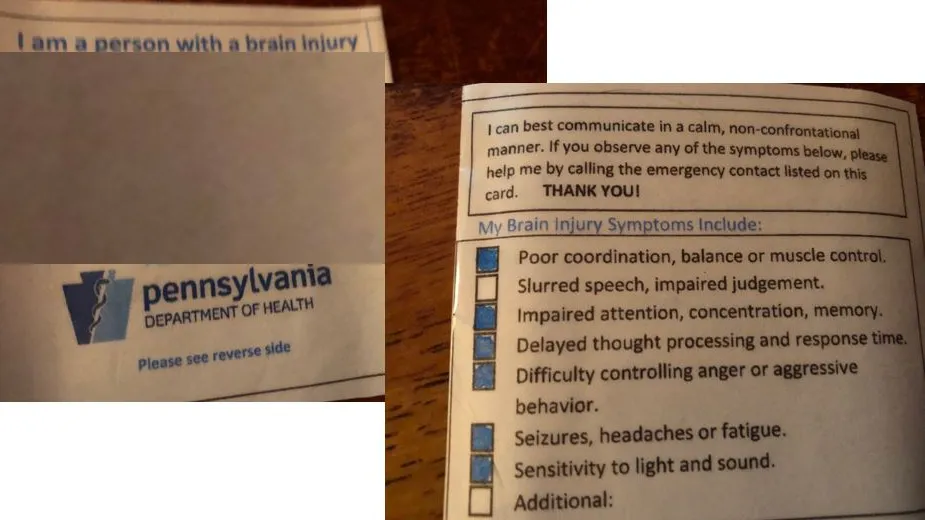 I am a person with a brain injury
pennsylvania
DEPARTMENT OF HEALTH
Please see reverse side
I can best communicate in a calm, non-confrontational
manner. If you observe any of the symptoms below, please
help me by calling the emergency contact listed on this
card. THANK YOU!
My Brain Injury Symptoms Include:
Poor coordination, balance or muscle control.
Slurred speech, impaired judgement.
Impaired attention, concentration, memory.
Delayed thought processing and response time.
Difficulty controlling anger or aggressive
behavior.
Seizures, headaches or fatigue.
Sensitivity to light and sound.
Additional: